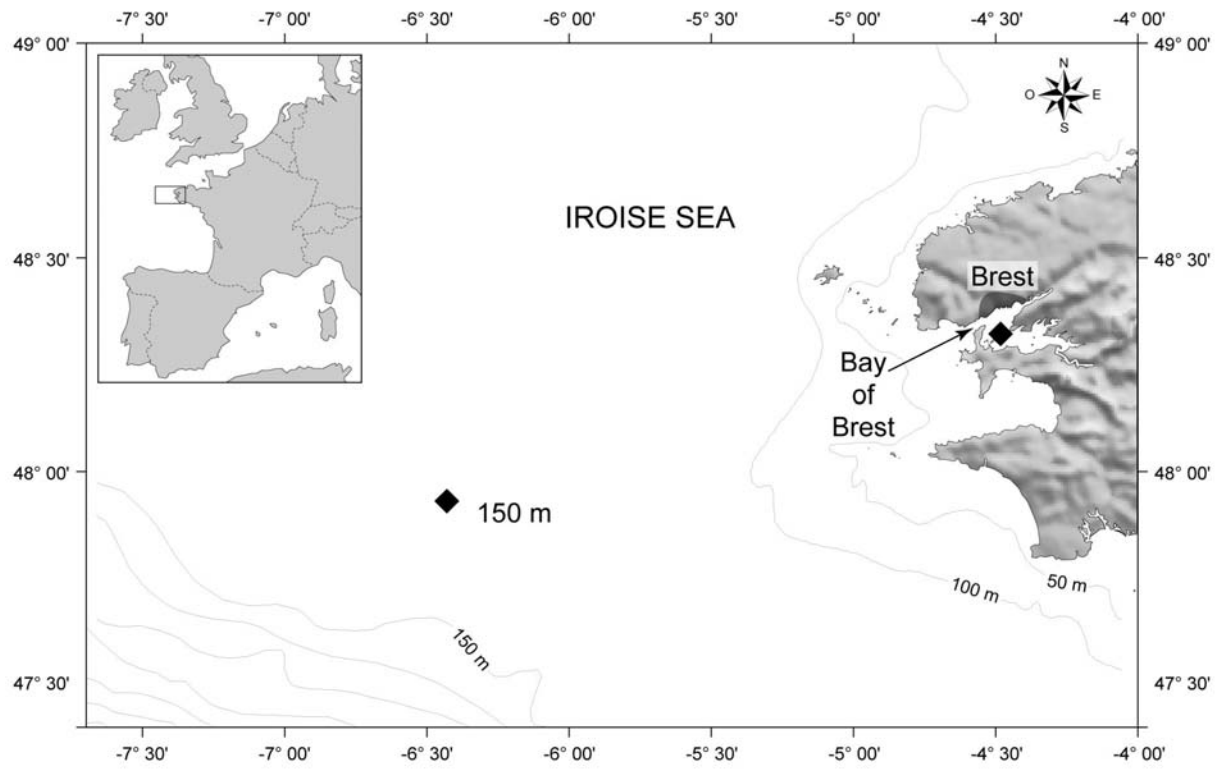 -7° 30' -7° 00' -6° 30' -6° 00' -5° 30' -5° 00' -4° 30' -4° 00'
49° 00' 49° 00'
N
O E
S
IROISE SEA
48° 30' 48° 30'
Brest
Bay
of
Brest
48° 00' 48° 00'
150 m
50 m
100 m
150 m
47° 30' 47° 30'
-7° 30' -7° 00' -6° 30' -6° 00' -5° 30' -5° 00' -4° 30' -4° 00'